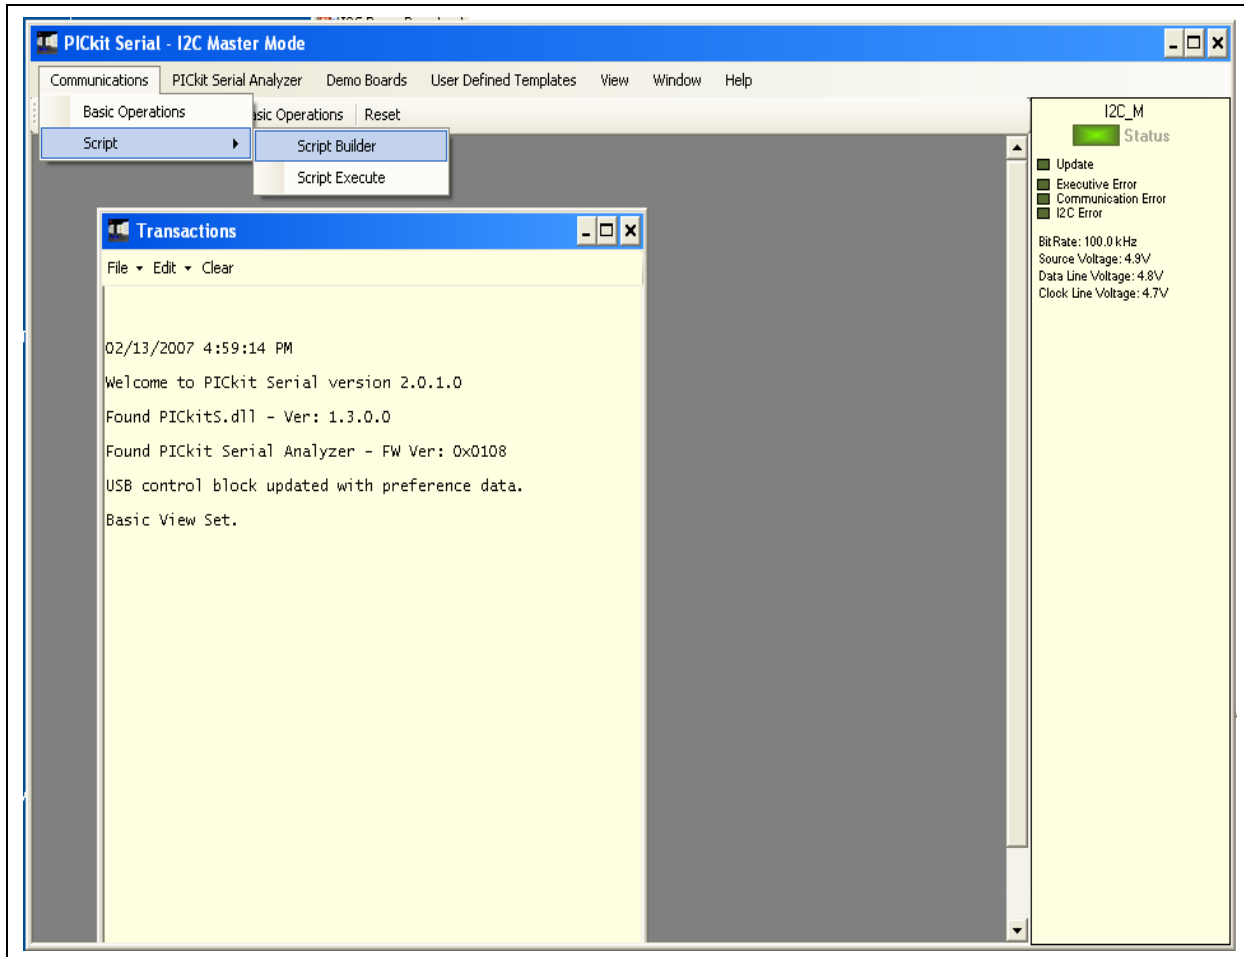 PICkit Serial - I2C Master Mode
Communications PICkit Serial Analyzer Demo Boards User Defined Templates View Window Help
Basic Operations
Operations Reset
Script
Script Builder
Script Execute
Transactions
File Edit Clear
02/13/2007 4:59:14 PM
Welcome to PICkit Serial version 2.0.1.0
Found PICkitS.dll - Ver: 1.3.0.0
Found PICkit Serial Analyzer - FW Ver: 0x0108
USB control block updated with preference data.
Basic View Set.
I2C_M
Status
Update
Executive Error
Communication Error
I2C Error
BitRate: 100.0 kHz
Source Voltage: 4.9V
Data Line Voltage: 4.8V
Clock Line Voltage: 4.7V